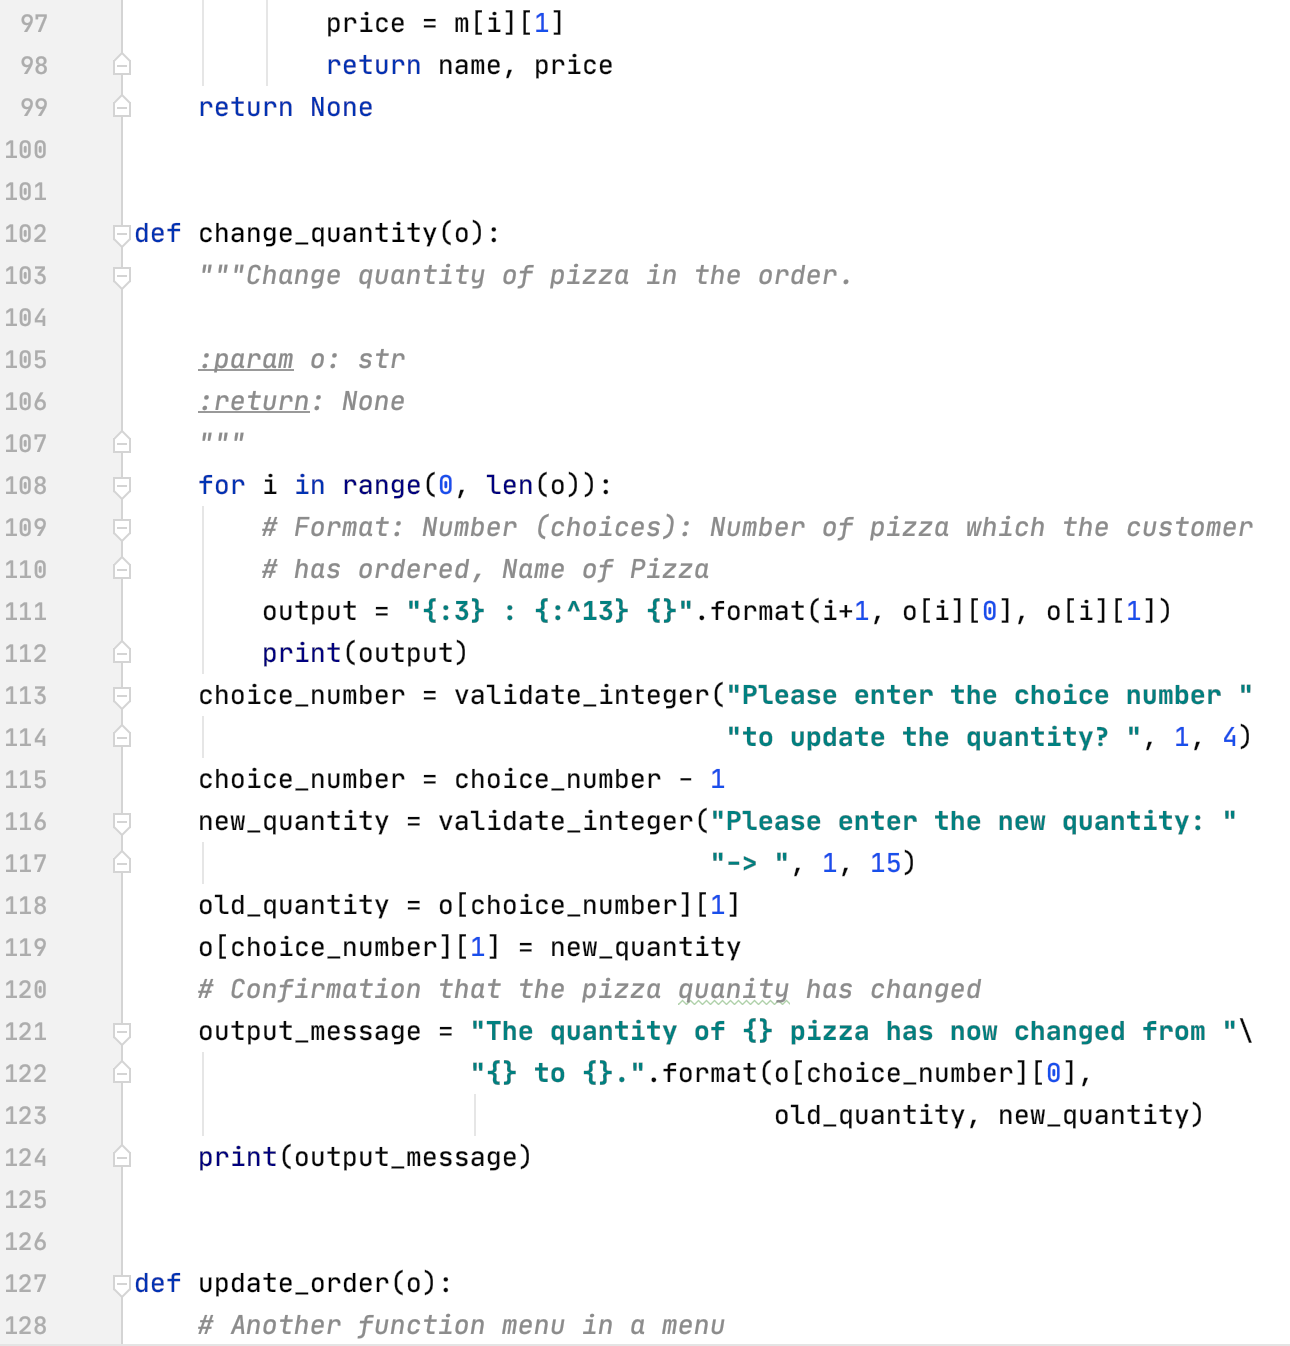 97 price = m[i][1]
98 return name, price
99 return None
100
101
102 def change_quantity(o):
103 """Change quantity of pizza in the order.
104
105 :param o: str
106 :return: None
107 """
108 for i in range(0, len(o)):
109 # Format: Number (choices): Number of pizza which the customer
110 # has ordered, Name of Pizza
111 output = "{:3} : {:^13} {}".format(i+1, o[i][0], o[i][1])
112 print(output)
113 choice_number = validate_integer("Please enter the choice number "
114 "to update the quantity? ", 1, 4)
115 choice_number = choice_number - 1
116 new_quantity = validate_integer("Please enter the new quantity: "
117 "-> ", 1, 15)
118 old_quantity = o[choice_number][1]
119 o[choice_number][1] = new_quantity
120 # Confirmation that the pizza quanity has changed
121 output_message = "The quantity of {} pizza has now changed from "\
122 "{} to {}.".format(o[choice_number][0],
123 old_quantity, new_quantity)
124 print(output_message)
125
126
127 def update_order(o):
128 # Another function menu in a menu